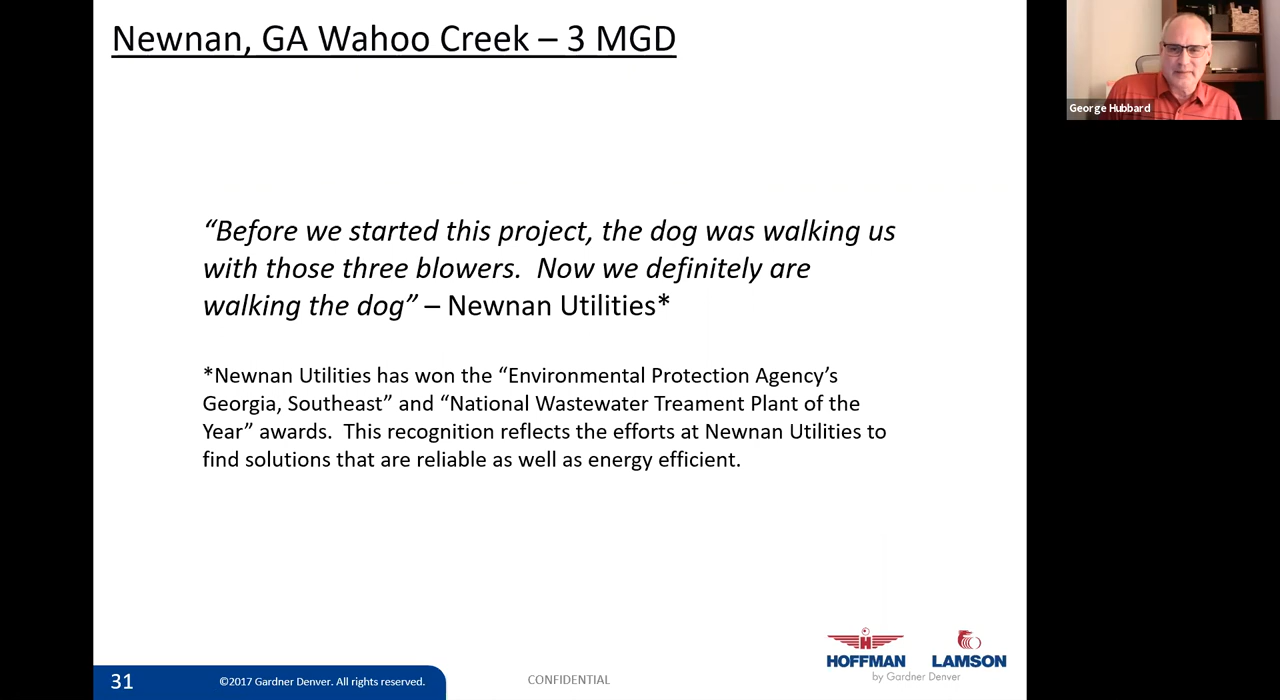 Newnan, GA Wahoo Creek – 3 MGD
George Hubbard
“Before we started this project, the dog was walking us
with those three blowers.  Now we definitely are
walking the dog” – Newnan Utilities*
*Newnan Utilities has won the “Environmental Protection Agency’s
Georgia, Southeast” and “National Wastewater Treament Plant of the
Year” awards.  This recognition reflects the efforts at Newnan Utilities to
find solutions that are reliable as well as energy efficient.
H
HOFFMAN
LAMSON
by Gardner Denver
31
©2017 Gardner Denver. All rights reserved.
CONFIDENTIAL